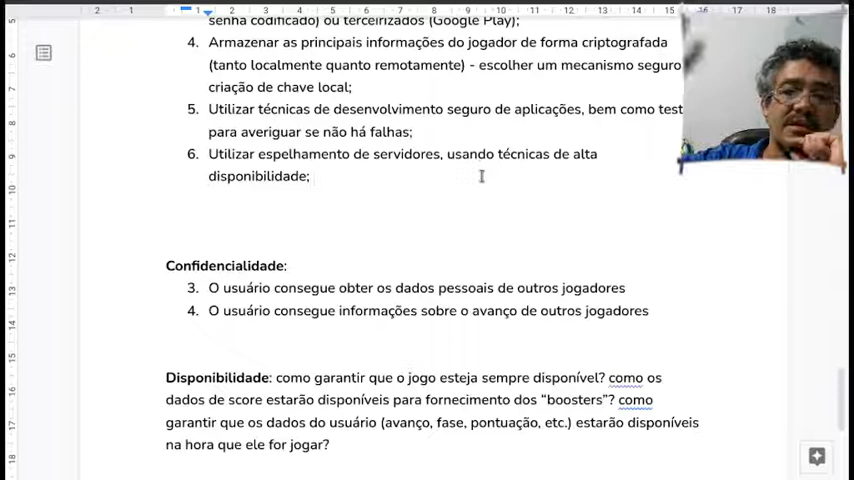 senha codificado) ou terceirizados (Google Play);
4. Armazenar as principais informações do jogador de forma criptografada
(tanto localmente quanto remotamente) - escolher um mecanismo seguro
criação de chave local;
5. Utilizar técnicas de desenvolvimento seguro de aplicações, bem como test
para averiguar se não há falhas;
6. Utilizar espelhamento de servidores, usando técnicas de alta
disponibilidade;
Confidencialidade:
3. O usuário consegue obter os dados pessoais de outros jogadores
4. O usuário consegue informações sobre o avanço de outros jogadores
Disponibilidade: como garantir que o jogo esteja sempre disponível? como os
dados de score estarão disponíveis para fornecimento dos “boosters”? como
garantir que os dados do usuário (avanço, fase, pontuação, etc.) estarão disponíveis
na hora que ele for jogar?